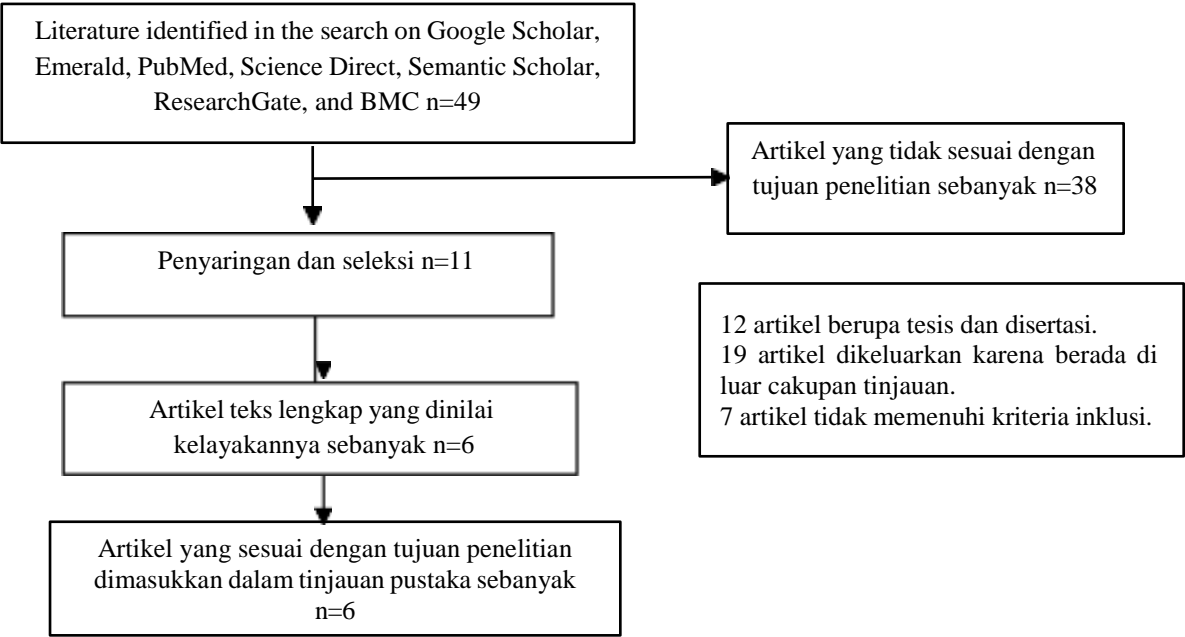 Literature identified in the search on Google Scholar,
Emerald, PubMed, Science Direct, Semantic Scholar,
ResearchGate, and BMC n=49
Artikel yang tidak sesuai dengan
tujuan penelitian sebanyak n=38
Penyaringan dan seleksi n=11
12 artikel berupa tesis dan disertasi.
19 artikel dikeluarkan karena berada di
luar cakupan tinjauan.
7 artikel tidak memenuhi kriteria inklusi.
Artikel teks lengkap yang dinilai
kelayakannya sebanyak n=6
Artikel yang sesuai dengan tujuan penelitian
dimasukkan dalam tinjauan pustaka sebanyak
n=6